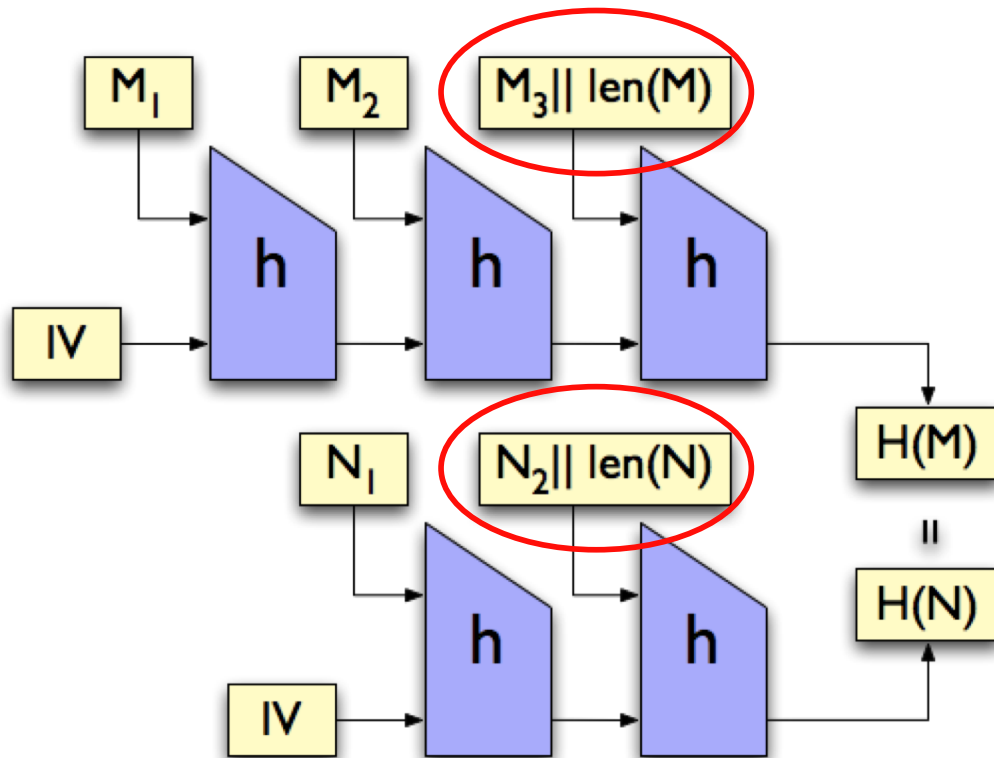 M₁
M₂
M₃|| len(M)
h
h
h
IV
H(M)
=
H(N)
N₁
N₂|| len(N)
h
h
IV